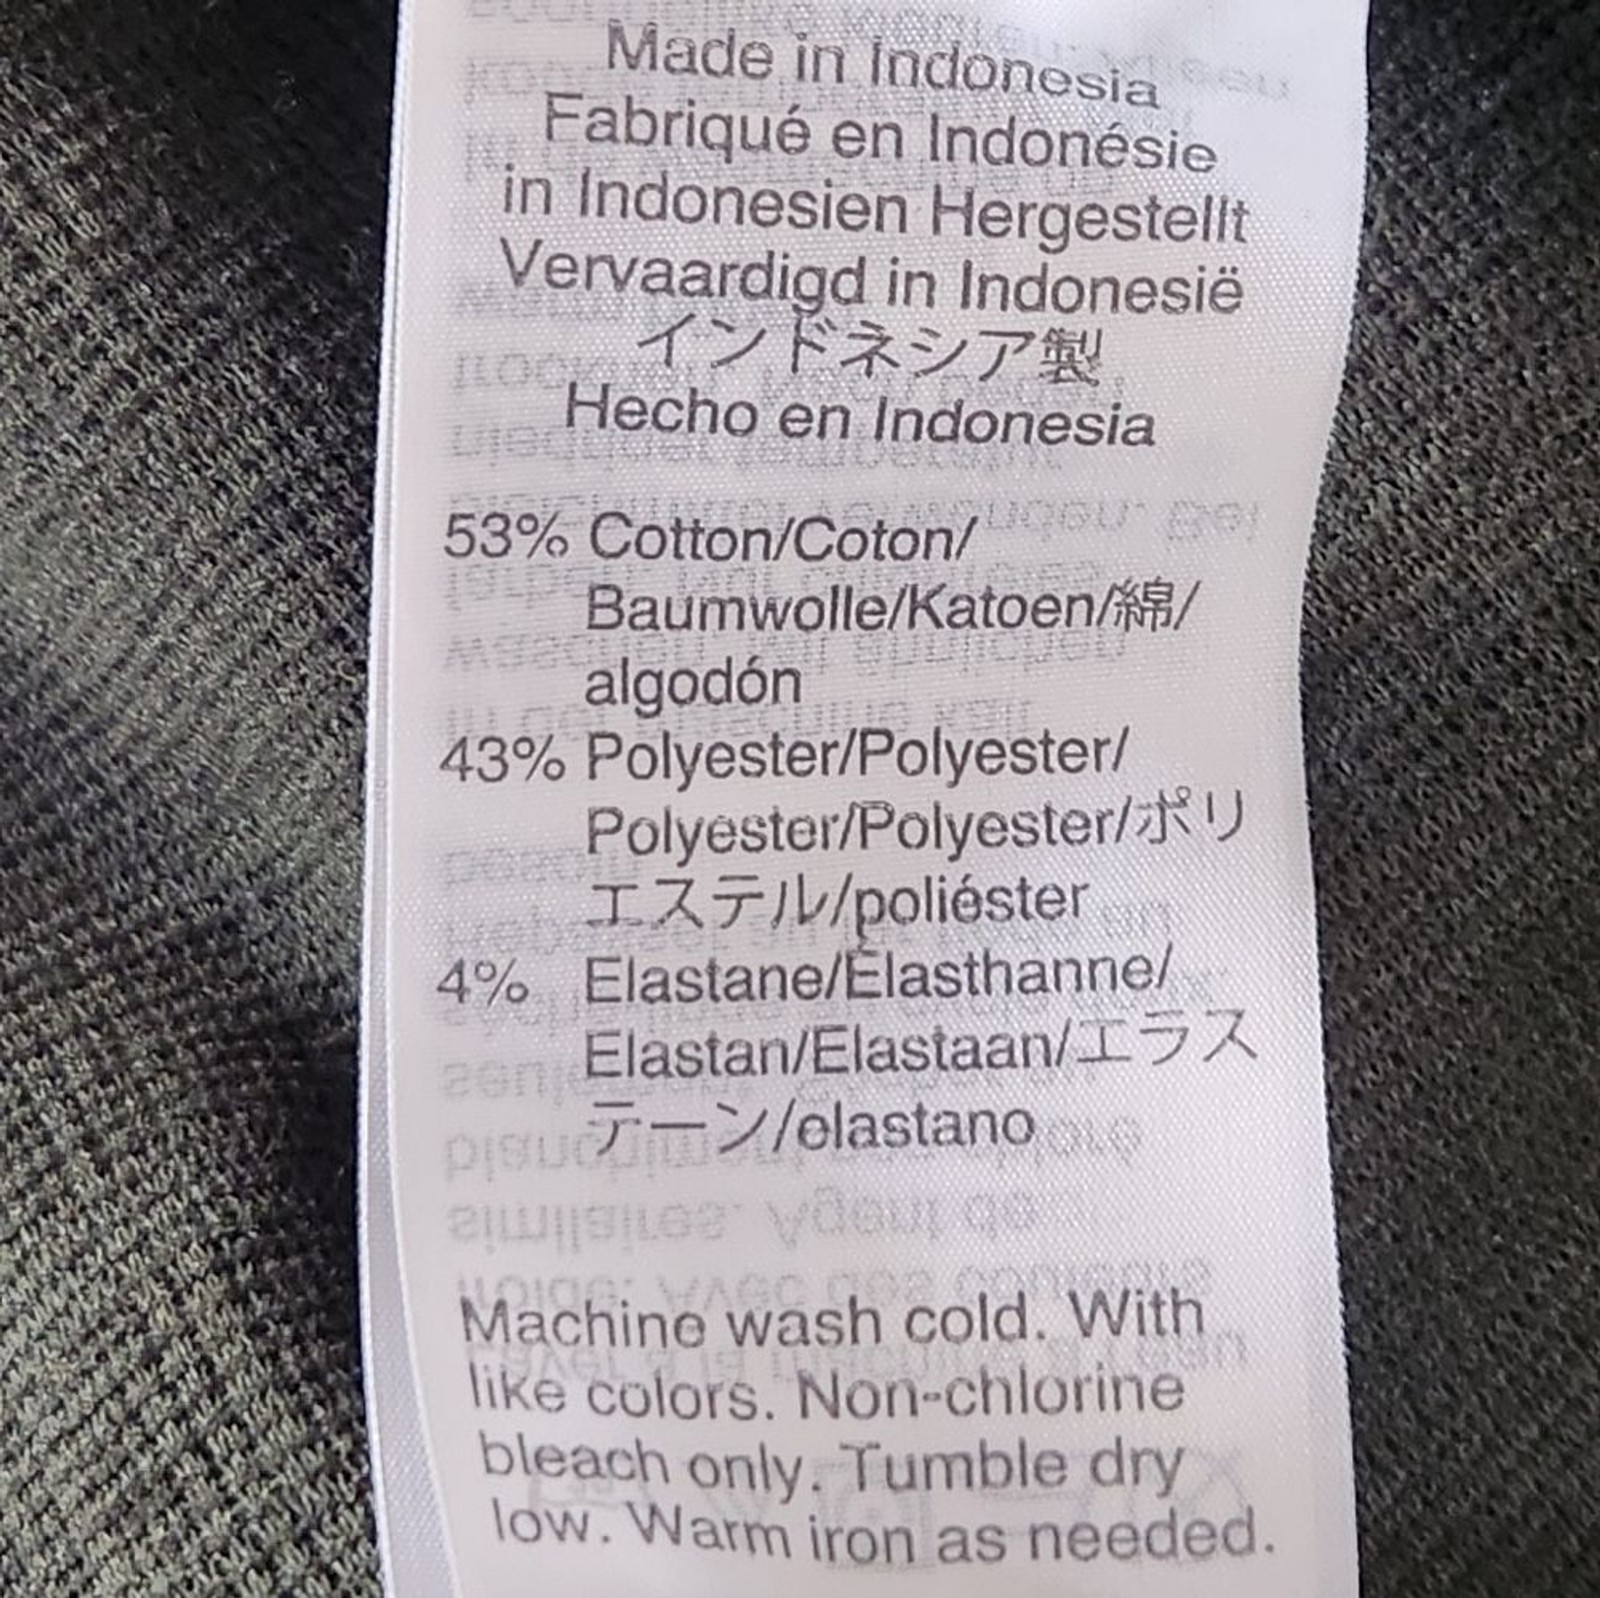 Made in Indonesia
Fabriqué en Indonésie
in Indonesien Hergestellt
Vervaardigd in Indonesië
インドネシア製
Hecho en Indonesia
53% Cotton/Coton/
Baumwolle/Katoen/綿/
algodón
43% Polyester/Polyester/
Polyester/Polyester/ポリ
エステル/poliéster
4% Elastane/Élasthanne/
Elastan/Elastaan/エラス
テーン/elastano
Machine wash cold. With
like colors. Non-chlorine
bleach only. Tumble dry
low. Warm iron as needed.